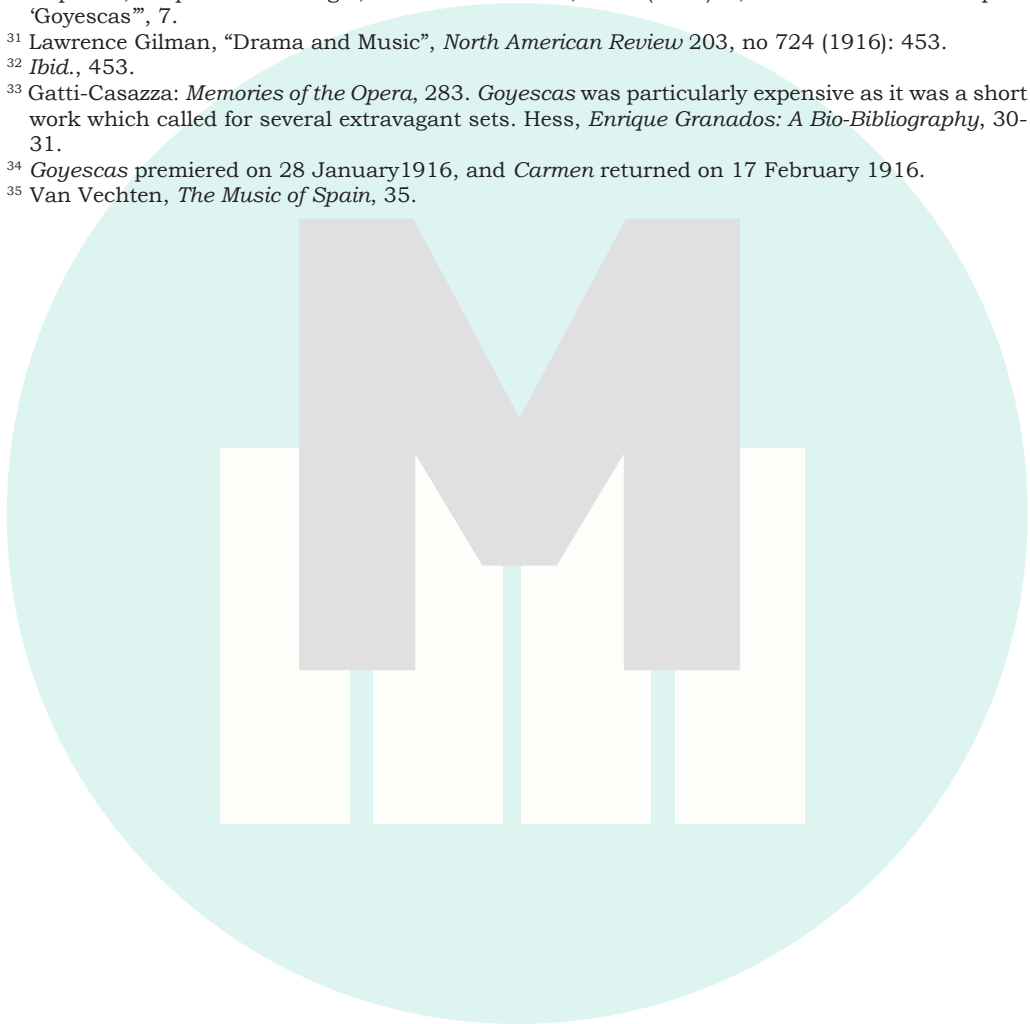 'Goyescas'”, 7.
31 Lawrence Gilman, “Drama and Music”, North American Review 203, no 724 (1916): 453.
32 Ibid., 453.
33 Gatti-Casazza: Memories of the Opera, 283. Goyescas was particularly expensive as it was a short
work which called for several extravagant sets. Hess, Enrique Granados: A Bio-Bibliography, 30-
31.
34 Goyescas premiered on 28 January1916, and Carmen returned on 17 February 1916.
35 Van Vechten, The Music of Spain, 35.
M